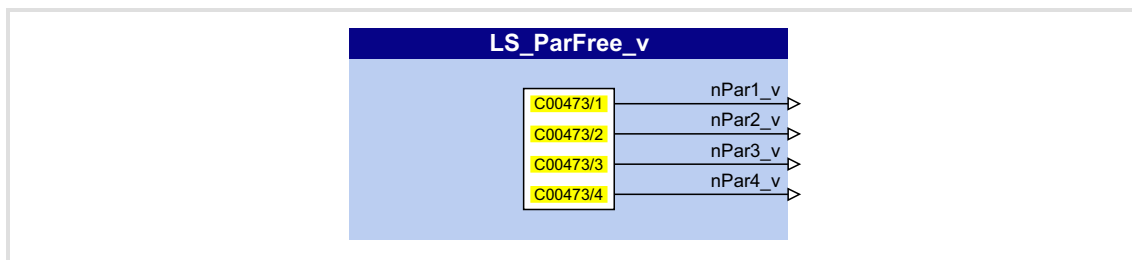 LS_ParFree_v
C00473/1 nPar1_v
C00473/2 nPar2_v
C00473/3 nPar3_v
C00473/4 nPar4_v